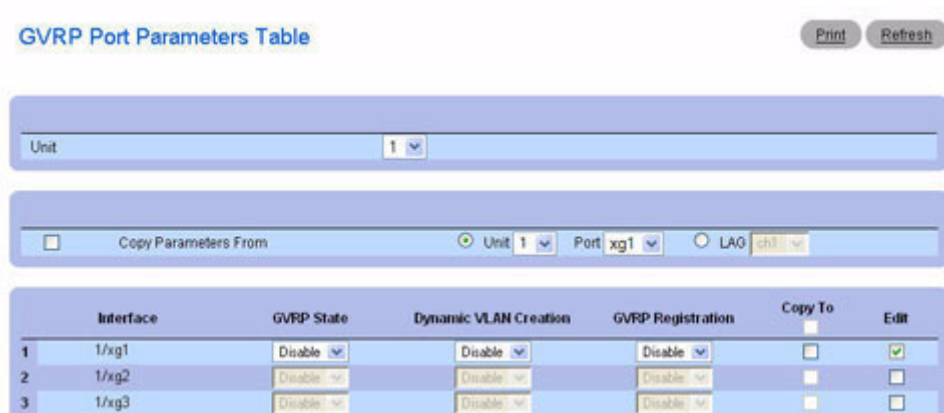 GVRP Port Parameters Table Print Refresh
Unit 1
Copy Parameters From Unit 1 Port xg1 LAG ch1
Interface GVRP State Dynamic VLAN Creation GVRP Registration Copy To Edit
1 1/xg1 Disable Disable Disable
2 1/xg2 Disable Disable Disable
3 1/xg3 Disable Disable Disable